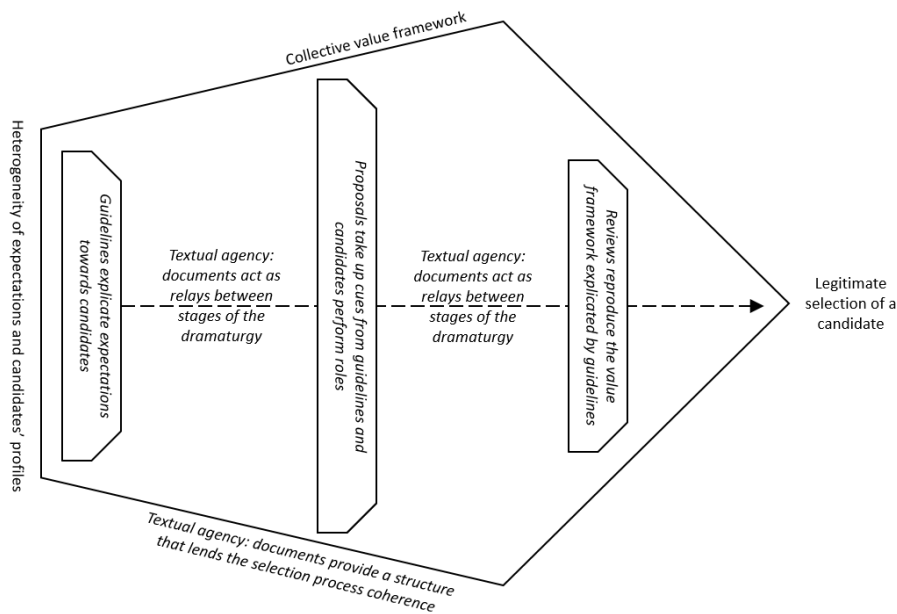 Collective value framework
Heterogeneity of expectations and candidates' profiles
Guidelines explicate expectations
towards candidates
Textual agency:
documents act as
relays between
stages of the
dramaturgy
Proposals take up cues from guidelines and
candidates perform roles
Textual agency:
documents act as
relays between
stages of the
dramaturgy
Reviews reproduce the value
framework explicated by guidelines
Legitimate
selection of a
candidate
Textual agency: documents provide a structure
that lends the selection process coherence